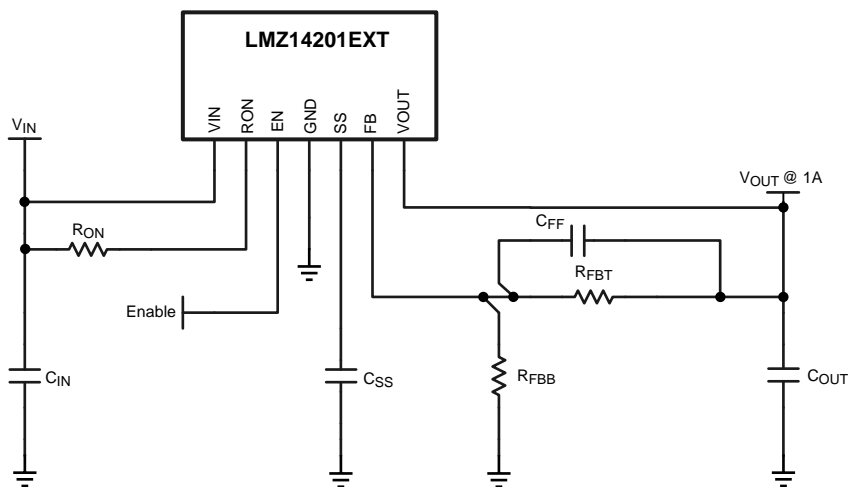 LMZ14201EXT
VIN
RON
EN
GND
SS
FB
VOUT
VIN
VOUT @ 1A
RON
CFF
RFBT
Enable
CIN
CSS
RFBB
COUT